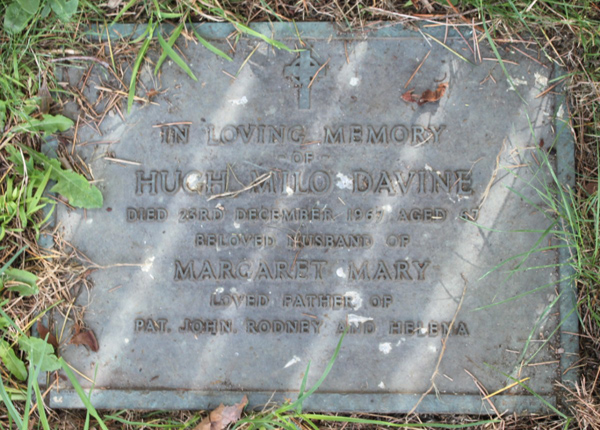 IN LOVING MEMORY
OF
HUGH MILO DAVINE
DIED 23RD DECEMBER, 1967, AGED
BELOVED HUSBAND OF
MARGARET MARY
LOVED FATHER OF
PAT, JOHN, RODNEY AND HELENA